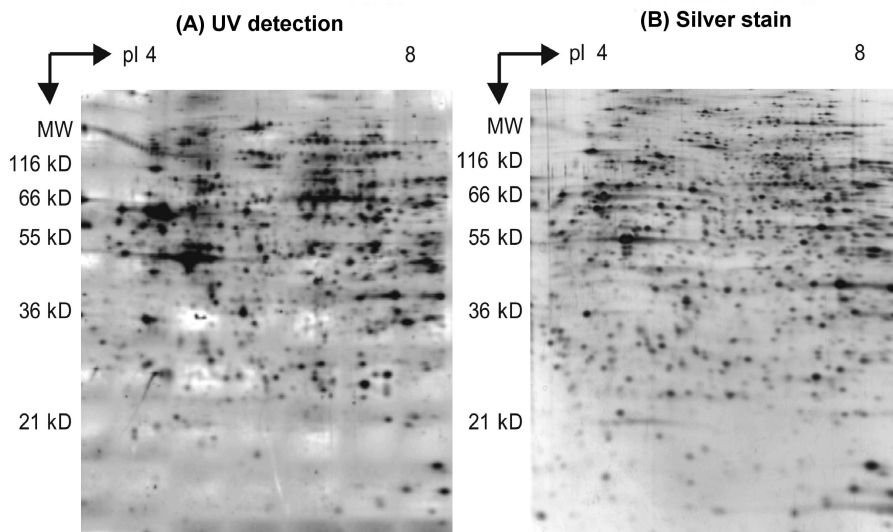 (A) UV detection
pI 4 8
MW
116 kD
66 kD
55 kD
36 kD
21 kD
(B) Silver stain
pI 4 8
MW
116 kD
66 kD
55 kD
36 kD
21 kD